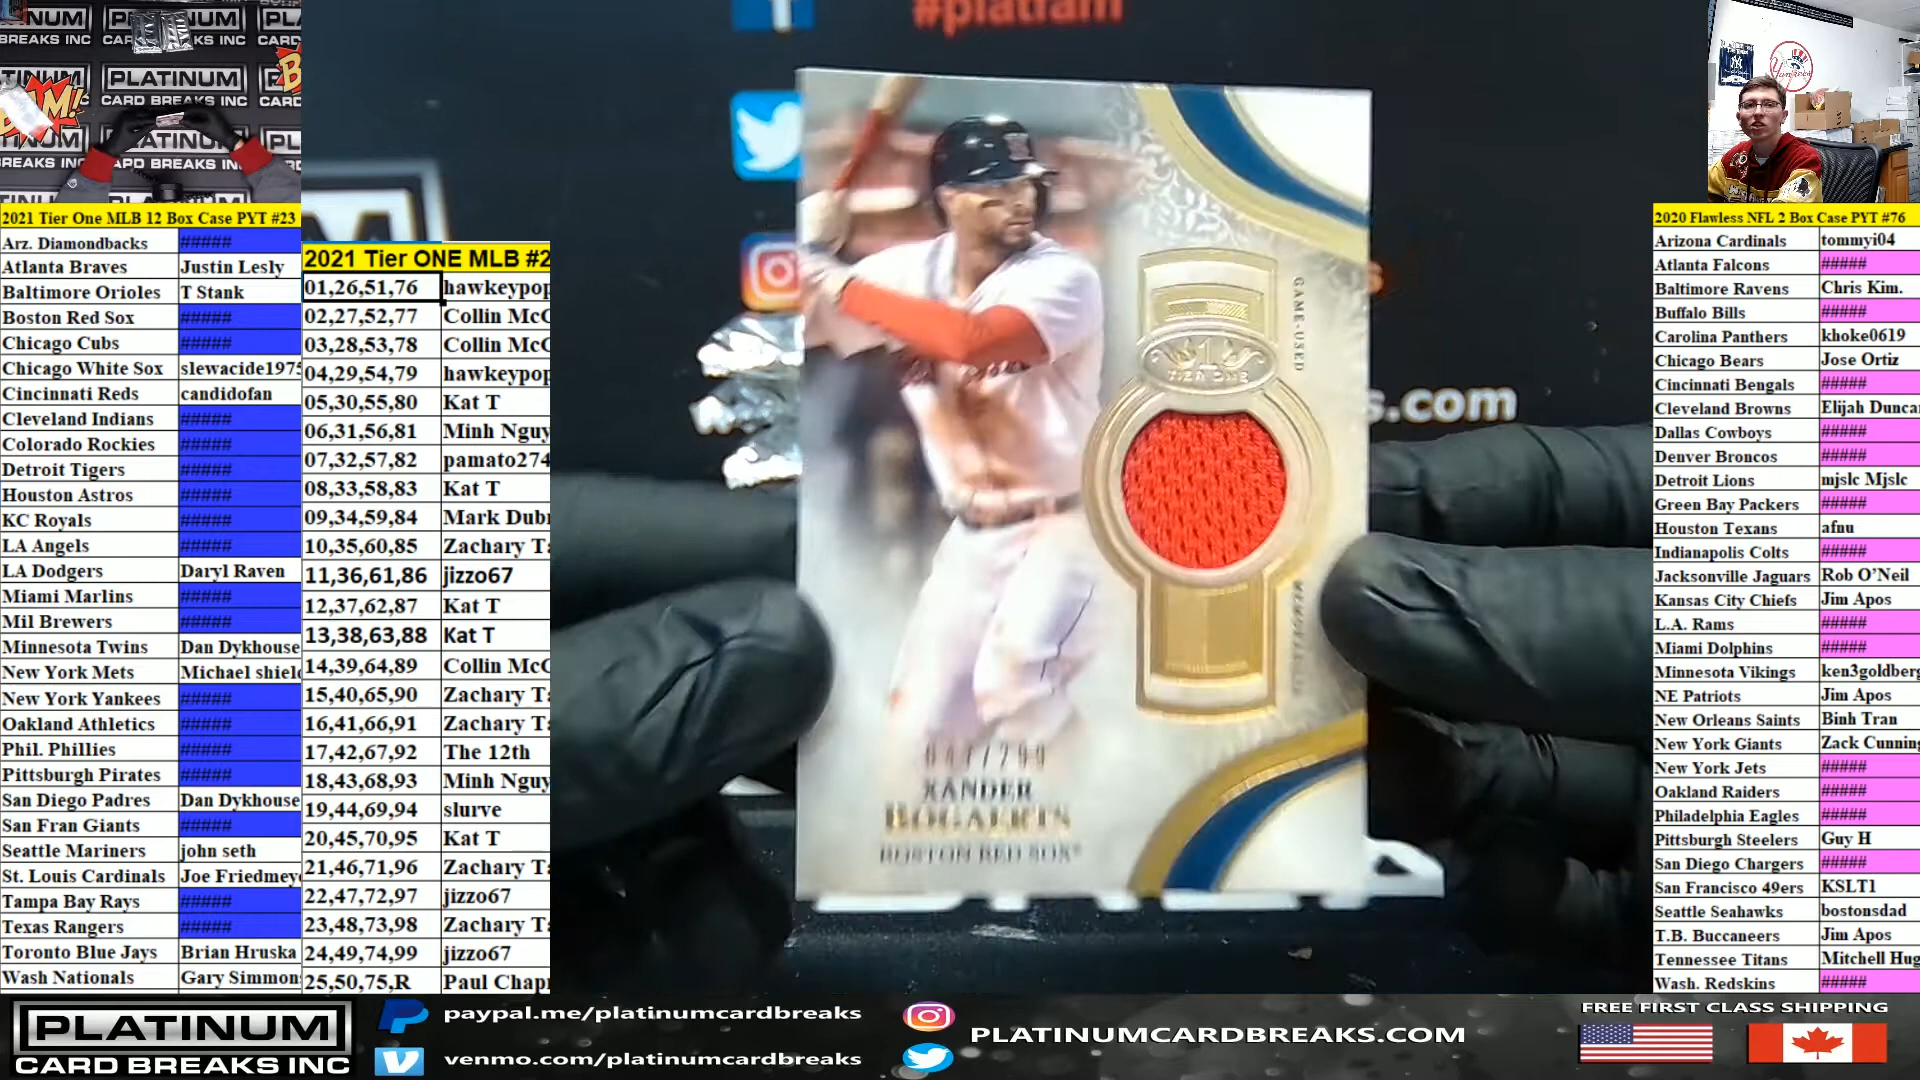 2021 Tier One MLB 12 Box Case PYT #23
Arz. Diamondbacks #####
Atlanta Braves Justin Lesly
Baltimore Orioles T Stank
Boston Red Sox #####
Chicago Cubs #####
Chicago White Sox slewacide1975
Cincinnati Reds candidofan
Cleveland Indians #####
Colorado Rockies #####
Detroit Tigers #####
Houston Astros #####
KC Royals #####
LA Angels #####
LA Dodgers Daryl Raven
Miami Marlins #####
Mil Brewers #####
Minnesota Twins Dan Dykhouse
New York Mets Michael shiel
New York Yankees #####
Oakland Athletics #####
Phil. Phillies #####
Pittsburgh Pirates #####
San Diego Padres Dan Dykhouse
San Fran Giants #####
Seattle Mariners john seth
St. Louis Cardinals Joe Friedmey
Tampa Bay Rays #####
Texas Rangers #####
Toronto Blue Jays Brian Hruska
Wash Nationals Gary Simmon
2021 Tier ONE MLB #2
01,26,51,76 hawkeypop
02,27,52,77 Collin McC
03,28,53,78 Collin McC
04,29,54,79 hawkeypop
05,30,55,80 Kat T
06,31,56,81 Minh Nguy
07,32,57,82 pamato274
08,33,58,83 Kat T
09,34,59,84 Mark Dub
10,35,60,85 Zachary T
11,36,61,86 jizzo67
12,37,62,87 Kat T
13,38,63,88 Kat T
14,39,64,89 Collin McC
15,40,65,90 Zachary T
16,41,66,91 Zachary T
17,42,67,92 The 12th
18,43,68,93 Minh Nguy
19,44,69,94 slurve
20,45,70,95 Kat T
21,46,71,96 Zachary T
22,47,72,97 jizzo67
23,48,73,98 Zachary T
24,49,74,99 jizzo67
25,50,75,R Paul Chap
PLATINUM
CARD BREAKS INC
#platfam
s.com
GAME-USED
1
TIER ONE
XANDER
BOGAERTS
BOSTON RED SOX
Yankees
2020 Flawless NFL 2 Box Case PYT #76
Arizona Cardinals tommyi04
Atlanta Falcons #####
Baltimore Ravens Chris Kim.
Buffalo Bills #####
Carolina Panthers khoke0619
Chicago Bears Jose Ortiz
Cincinnati Bengals #####
Cleveland Browns Elijah Dunca
Dallas Cowboys #####
Denver Broncos #####
Detroit Lions mjslc Mjslc
Green Bay Packers #####
Houston Texans afnu
Indianapolis Colts #####
Jacksonville Jaguars Rob O'Neil
Kansas City Chiefs Jim Apos
L.A. Rams #####
Miami Dolphins #####
Minnesota Vikings ken3goldberg
NE Patriots Jim Apos
New Orleans Saints Binh Tran
New York Giants Zack Cunning
New York Jets #####
Oakland Raiders #####
Philadelphia Eagles #####
Pittsburgh Steelers Guy H
San Diego Chargers #####
San Francisco 49ers KSLT1
Seattle Seahawks bostonsdad
T.B. Buccaneers Jim Apos
Tennessee Titans Mitchell Hug
Wash. Redskins #####
PLATINUM
CARD BREAKS INC
paypal.me/platinumcardbreaks
venmo.com/platinumcardbreaks
PLATINUMCARDBREAKS.COM
FREE FIRST CLASS SHIPPING